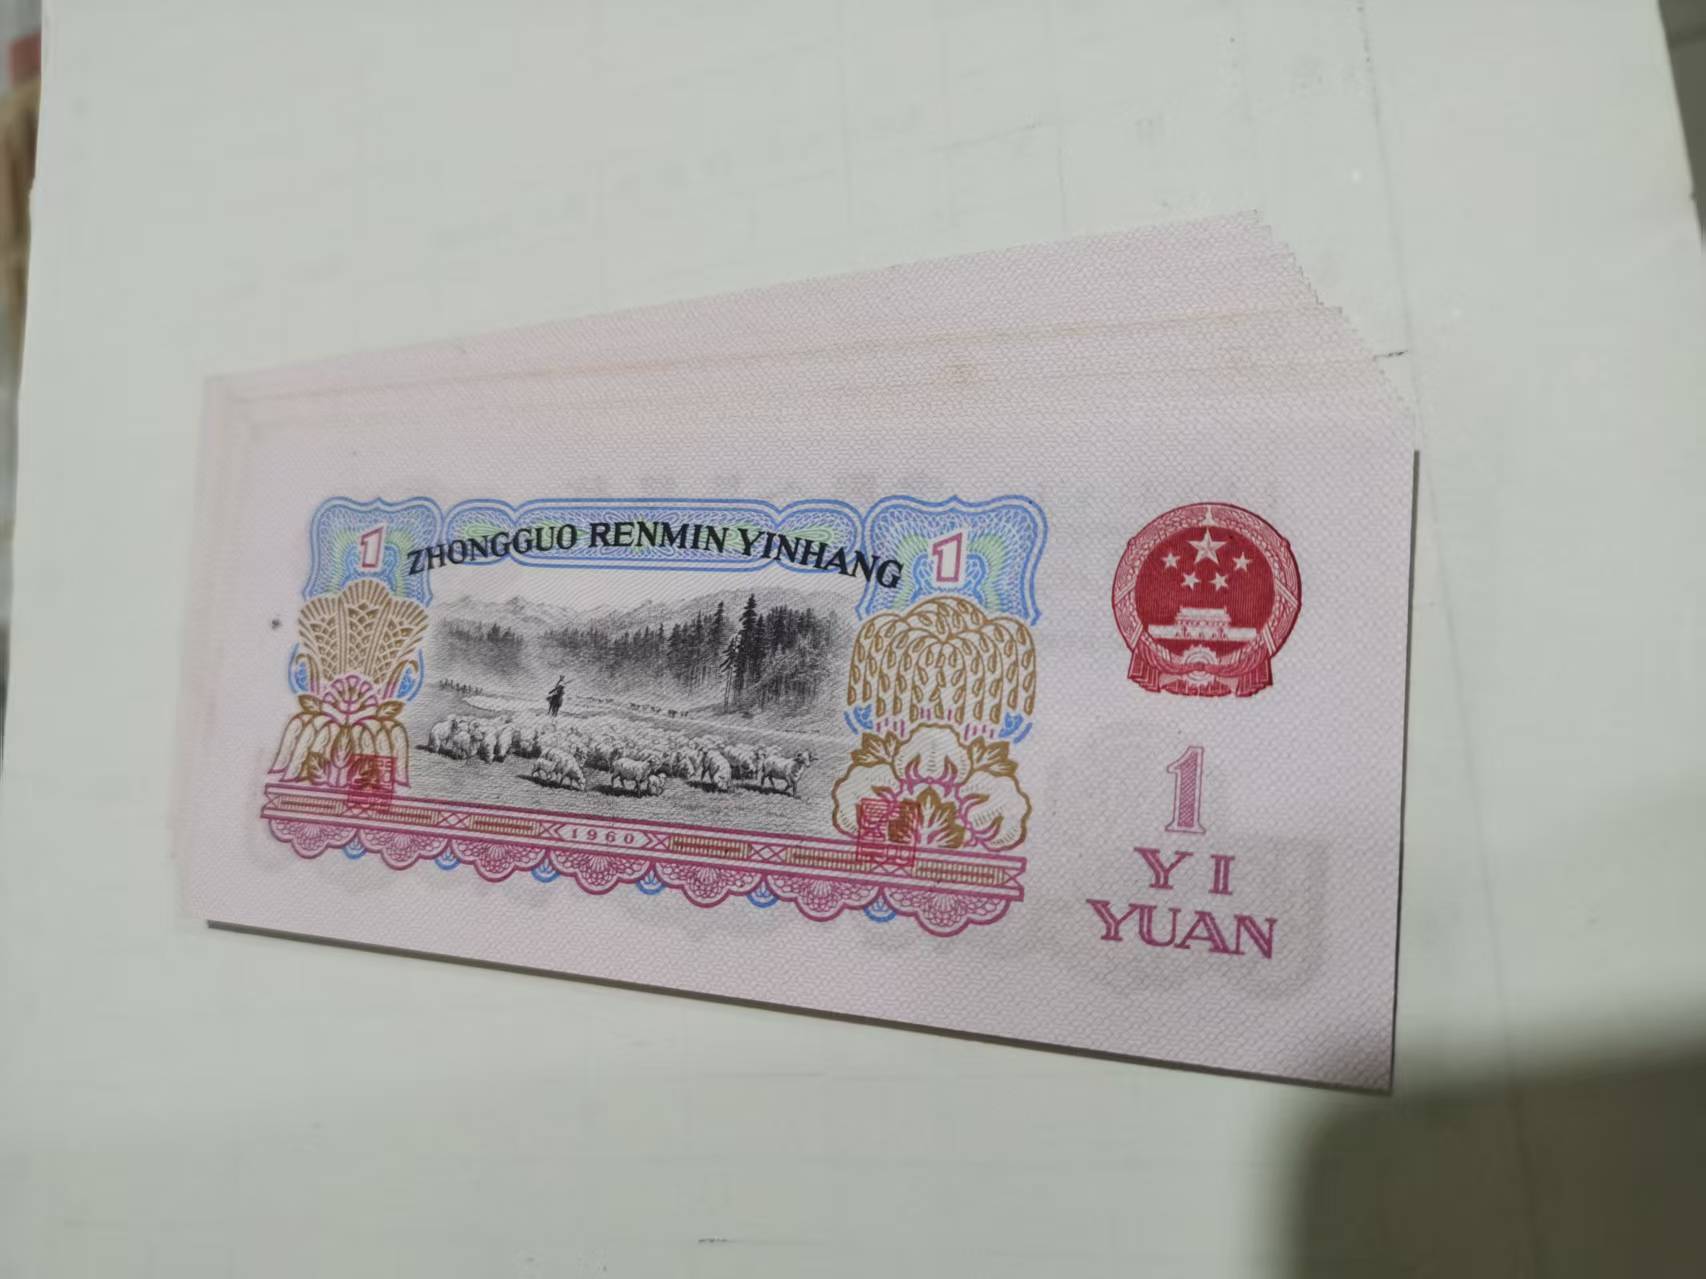 1 ZHONGGUO RENMIN YINHANG 1
1960
1
YI
YUAN